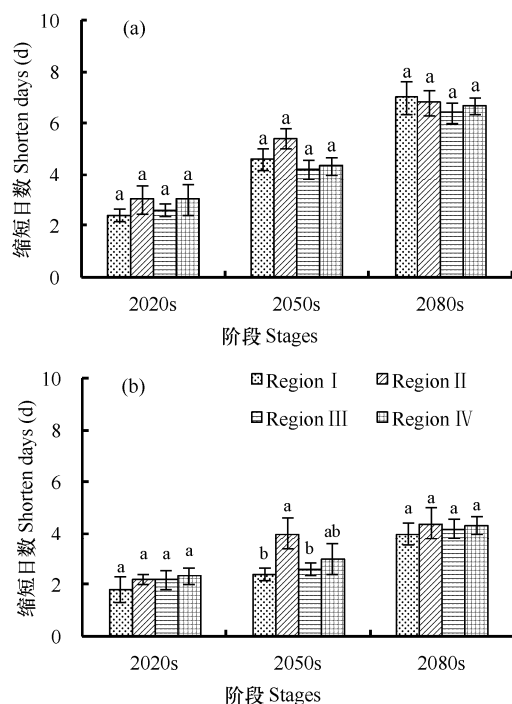 (a)
10
8
6
4
2
0
缩短日数 Shorten days (d)
a a a a
a a a a
a a a a
2020s 2050s 2080s
阶段 Stages
(b)
Region Ⅰ Region Ⅱ
Region Ⅲ Region Ⅳ
10
8
6
4
2
0
缩短日数 Shorten days (d)
a a a a
b a b ab
a a a a
2020s 2050s 2080s
阶段 Stages